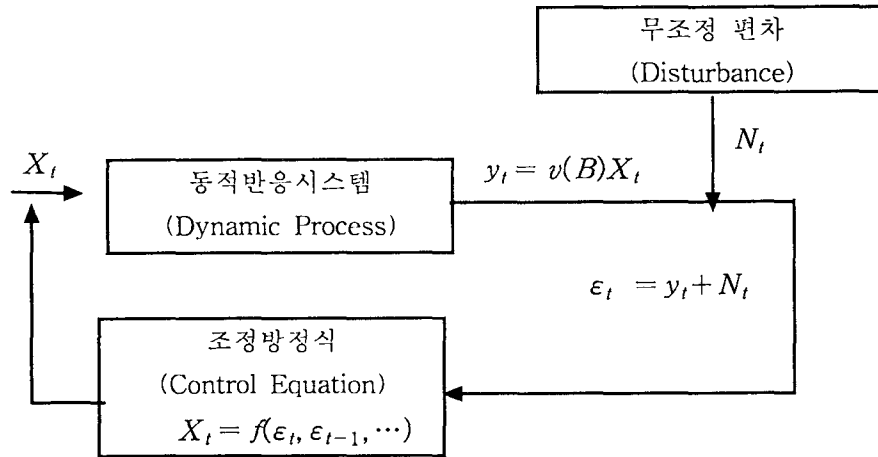 무조정 편차
(Disturbance)
N_t
X_t
동적반응시스템
(Dynamic Process)
y_t = v(B)X_t
ε_t = y_t + N_t
조정방정식
(Control Equation)
X_t = f(ε_t, ε_{t-1}, ⋯)